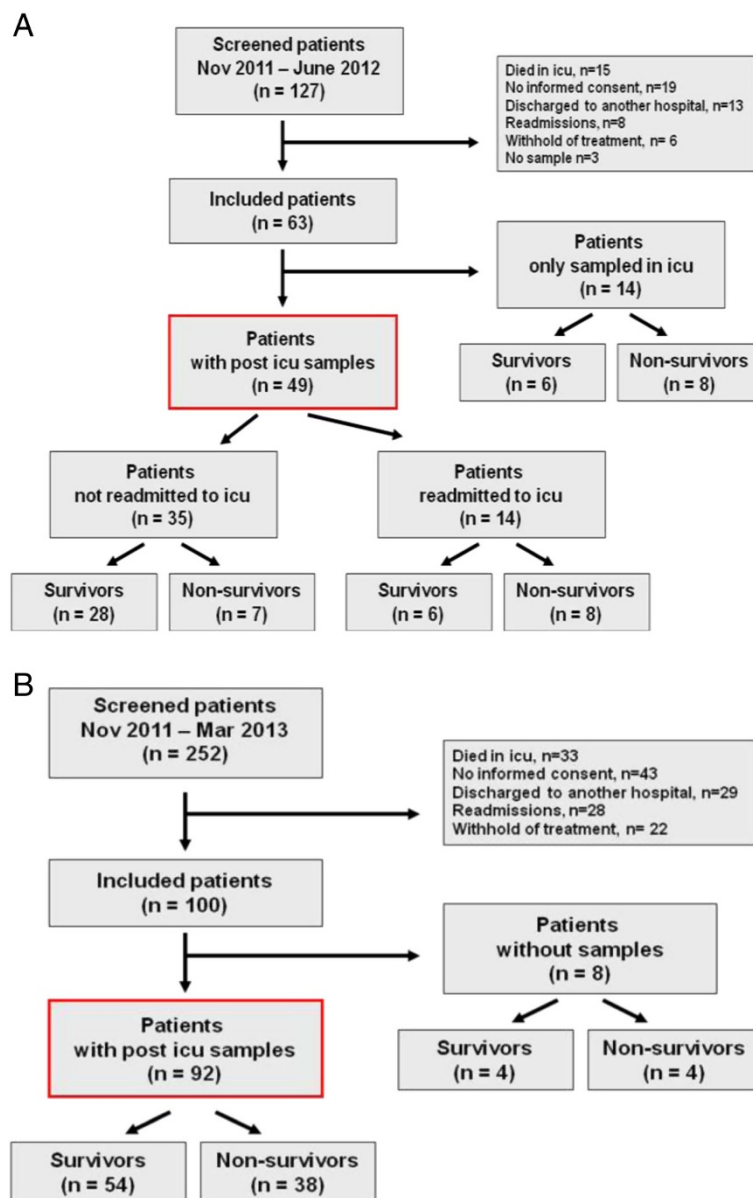 A
Screened patients
Nov 2011 – June 2012
(n = 127)
Died in icu, n=15
No informed consent, n=19
Discharged to another hospital, n=13
Readmissions, n=8
Withhold of treatment, n= 6
No sample n=3
Included patients
(n = 63)
Patients
only sampled in icu
(n = 14)
Survivors
(n = 6)
Non-survivors
(n = 8)
Patients
with post icu samples
(n = 49)
Patients
not readmitted to icu
(n = 35)
Patients
readmitted to icu
(n = 14)
Survivors
(n = 28)
Non-survivors
(n = 7)
Survivors
(n = 6)
Non-survivors
(n = 8)
B
Screened patients
Nov 2011 – Mar 2013
(n = 252)
Died in icu, n=33
No informed consent, n=43
Discharged to another hospital, n=29
Readmissions, n=28
Withhold of treatment, n= 22
Included patients
(n = 100)
Patients
without samples
(n = 8)
Survivors
(n = 4)
Non-survivors
(n = 4)
Patients
with post icu samples
(n = 92)
Survivors
(n = 54)
Non-survivors
(n = 38)